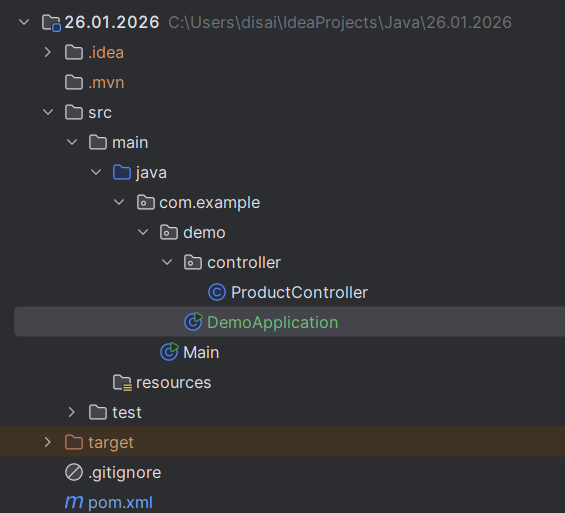 26.01.2026 C:\Users\disai\IdeaProjects\Java\26.01.2026
.idea
.mvn
src
main
java
com.example
demo
controller
ProductController
DemoApplication
Main
resources
test
target
.gitignore
pom.xml